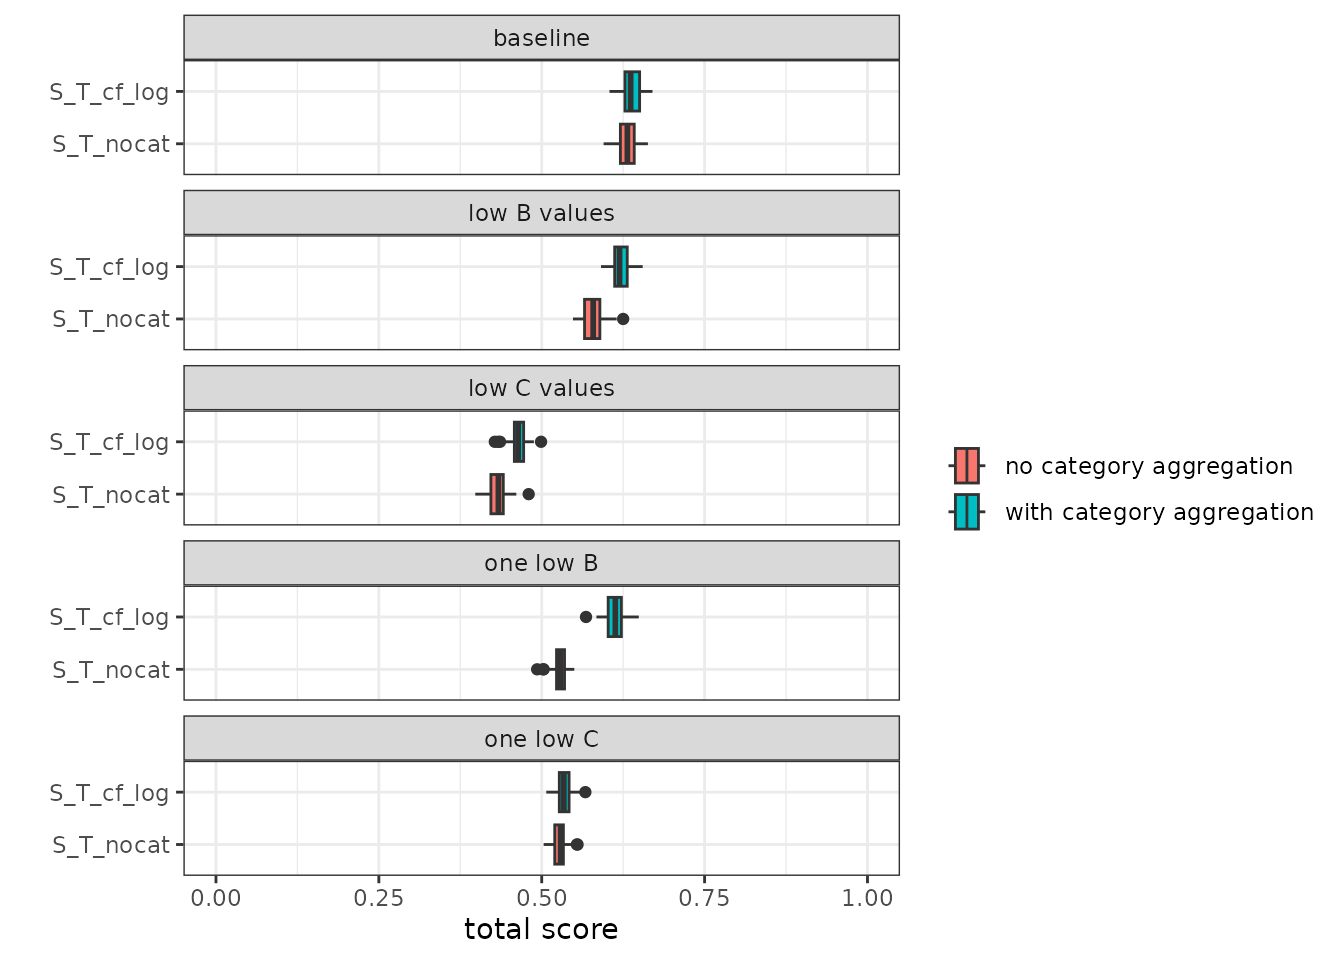 baseline
S_T_cf_log
S_T_nocat
low B values
S_T_cf_log
S_T_nocat
low C values
S_T_cf_log
S_T_nocat
one low B
S_T_cf_log
S_T_nocat
one low C
S_T_cf_log
S_T_nocat
0.00 0.25 0.50 0.75 1.00
total score
no category aggregation
with category aggregation